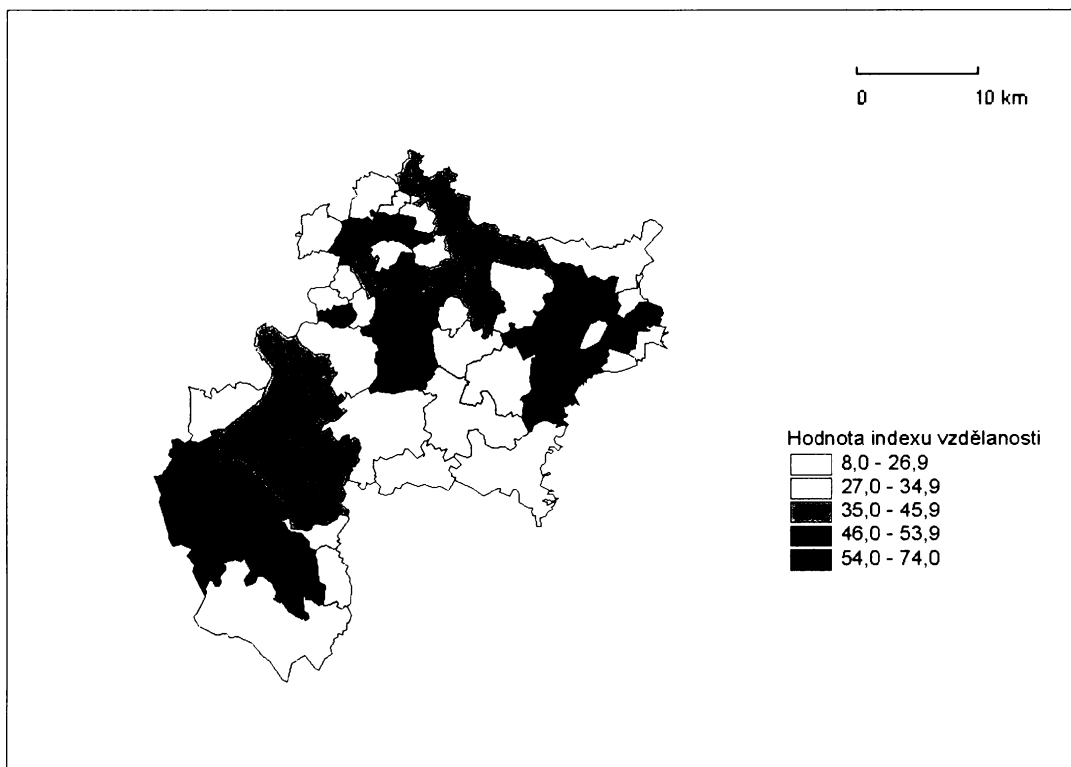 0 10 km
Hodnota indexu vzdělanosti
8,0 - 26,9
27,0 - 34,9
35,0 - 45,9
46,0 - 53,9
54,0 - 74,0